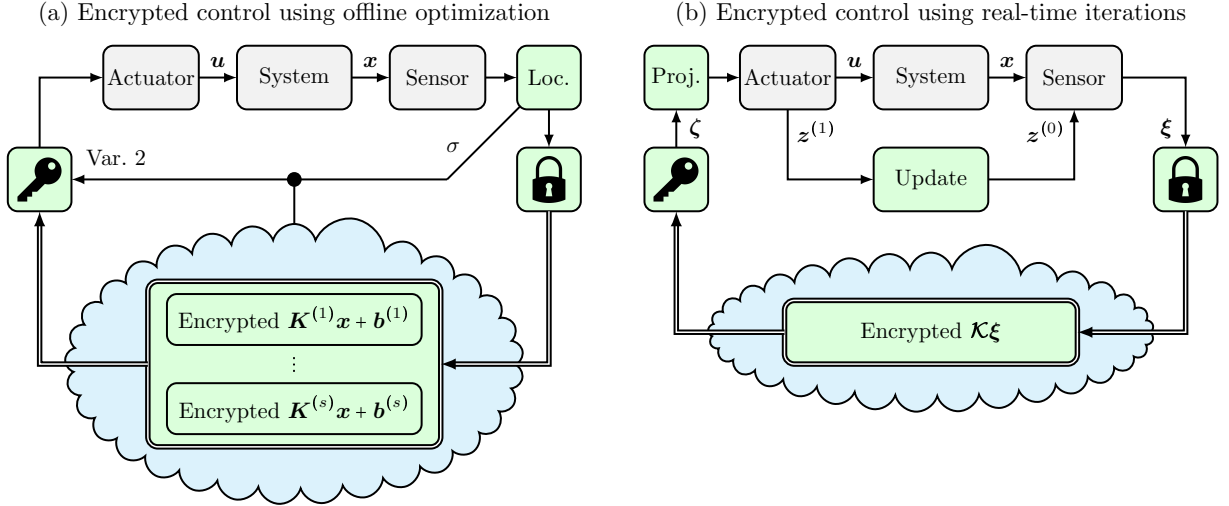 (a) Encrypted control using offline optimization
Actuator
u
System
x
Sensor
Loc.
Var. 2
σ
Encrypted K^(1)x + b^(1)
⋮
Encrypted K^(s)x + b^(s)
(b) Encrypted control using real-time iterations
Proj.
Actuator
u
System
x
Sensor
ζ
z^(1)
z^(0)
ξ
Update
Encrypted 𝒦ξ